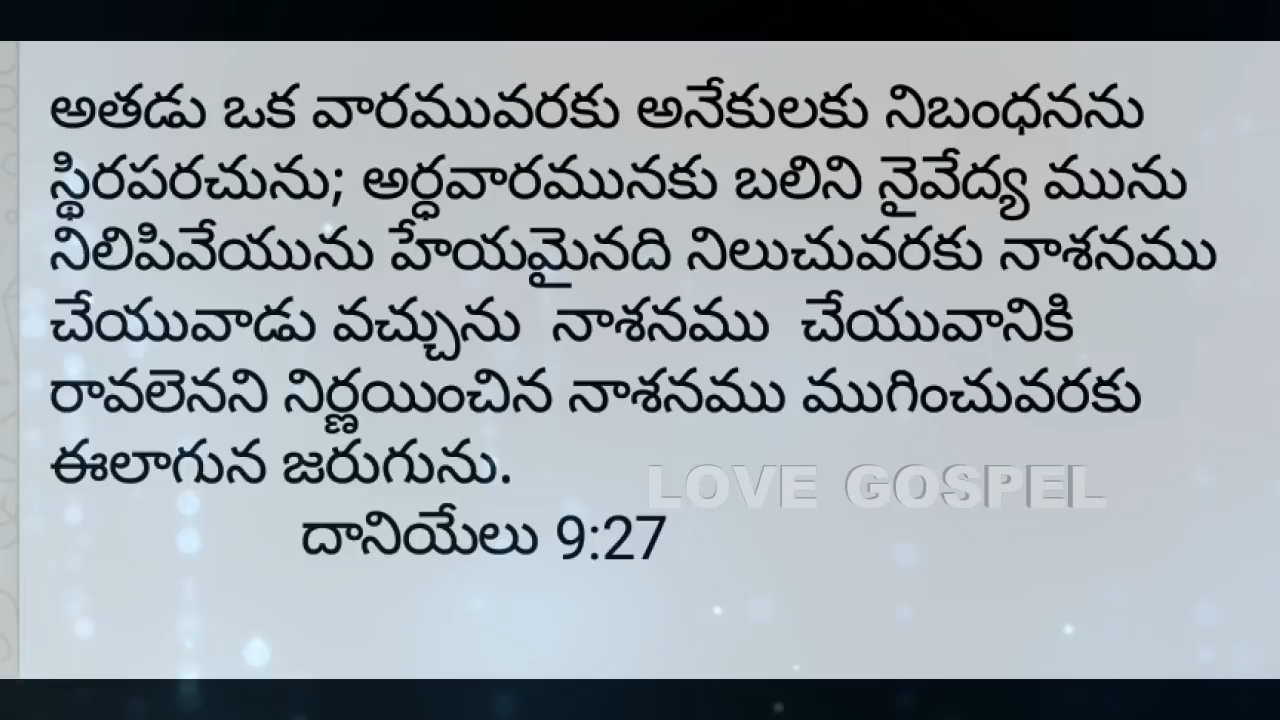 అతడు ఒక వారమువరకు అనేకులకు నిబంధనను
స్థిరపరచును; అర్ధవారమునకు బలిని నైవేద్య మును
నిలిపివేయును హేయమైనది నిలుచువరకు నాశనము
చేయువాడు వచ్చును నాశనము చేయువానికి
రావలెనని నిర్ణయించిన నాశనము ముగించువరకు
ఈలాగున జరుగును.
LOVE GOSPEL
దానియేలు 9:27